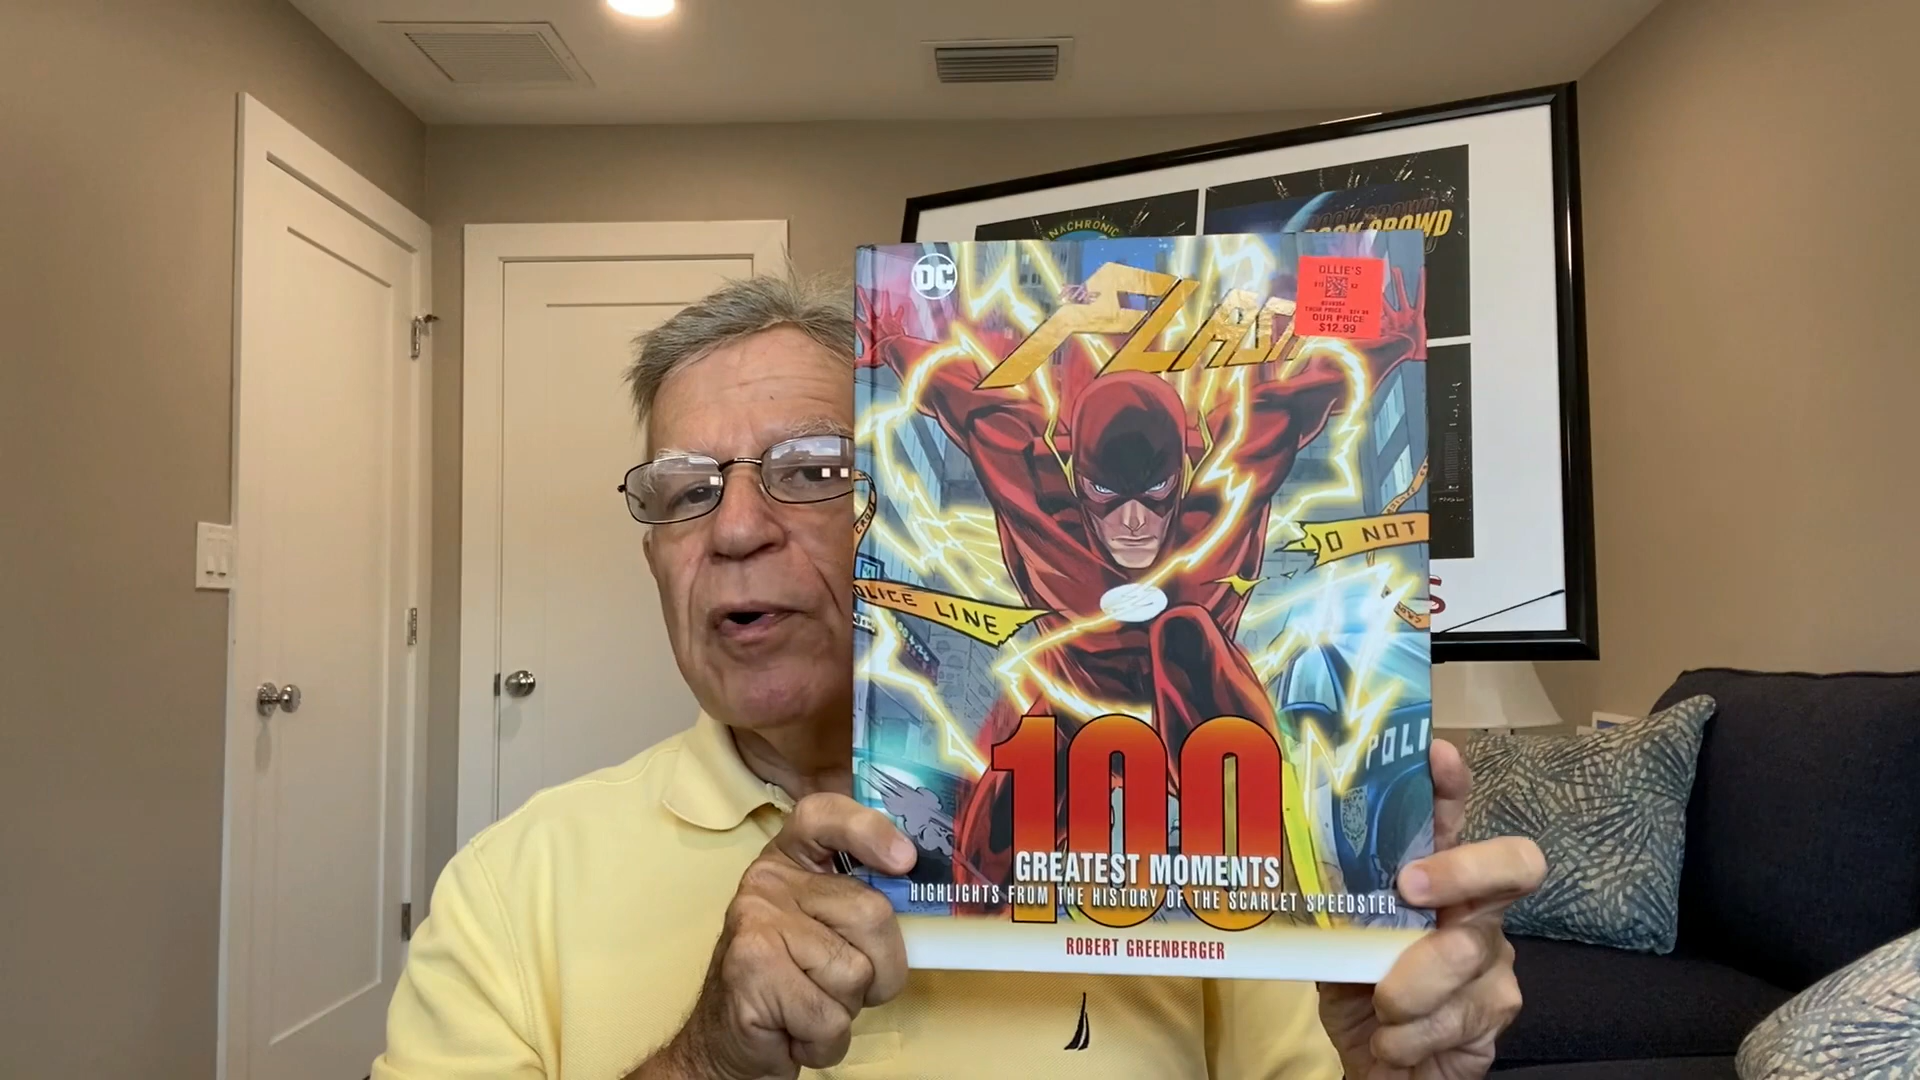 NACHRONIC
BOOK CROWD
DC
The
FLASH
OLLIE'S
OUR PRICE
$12.99
DO NOT
POLICE LINE
POLI
100
GREATEST MOMENTS
HIGHLIGHTS FROM THE HISTORY OF THE SCARLET SPEEDSTER
ROBERT GREENBERGER
S